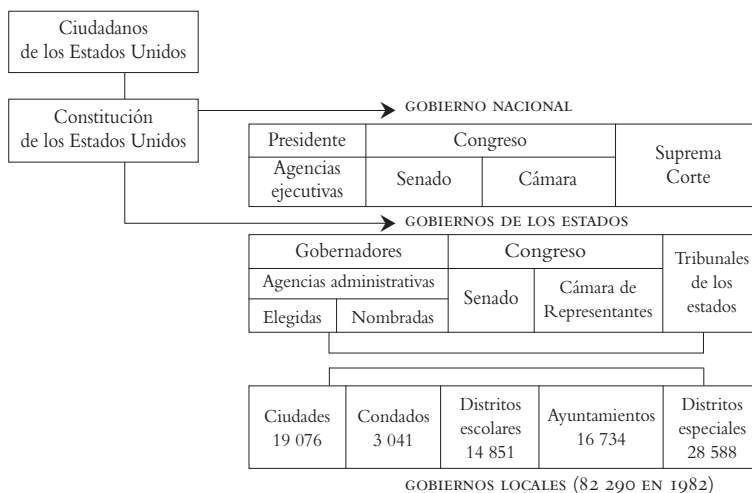 Ciudadanos
de los Estados Unidos
Constitución
de los Estados Unidos
GOBIERNO NACIONAL
Presidente
Congreso
Suprema
Corte
Agencias
ejecutivas
Senado
Cámara
GOBIERNOS DE LOS ESTADOS
Gobernadores
Congreso
Tribunales
de los
estados
Agencias administrativas
Senado
Cámara de
Representantes
Elegidas
Nombradas
Ciudades
19 076
Condados
3 041
Distritos
escolares
14 851
Ayuntamientos
16 734
Distritos
especiales
28 588
GOBIERNOS LOCALES (82 290 EN 1982)